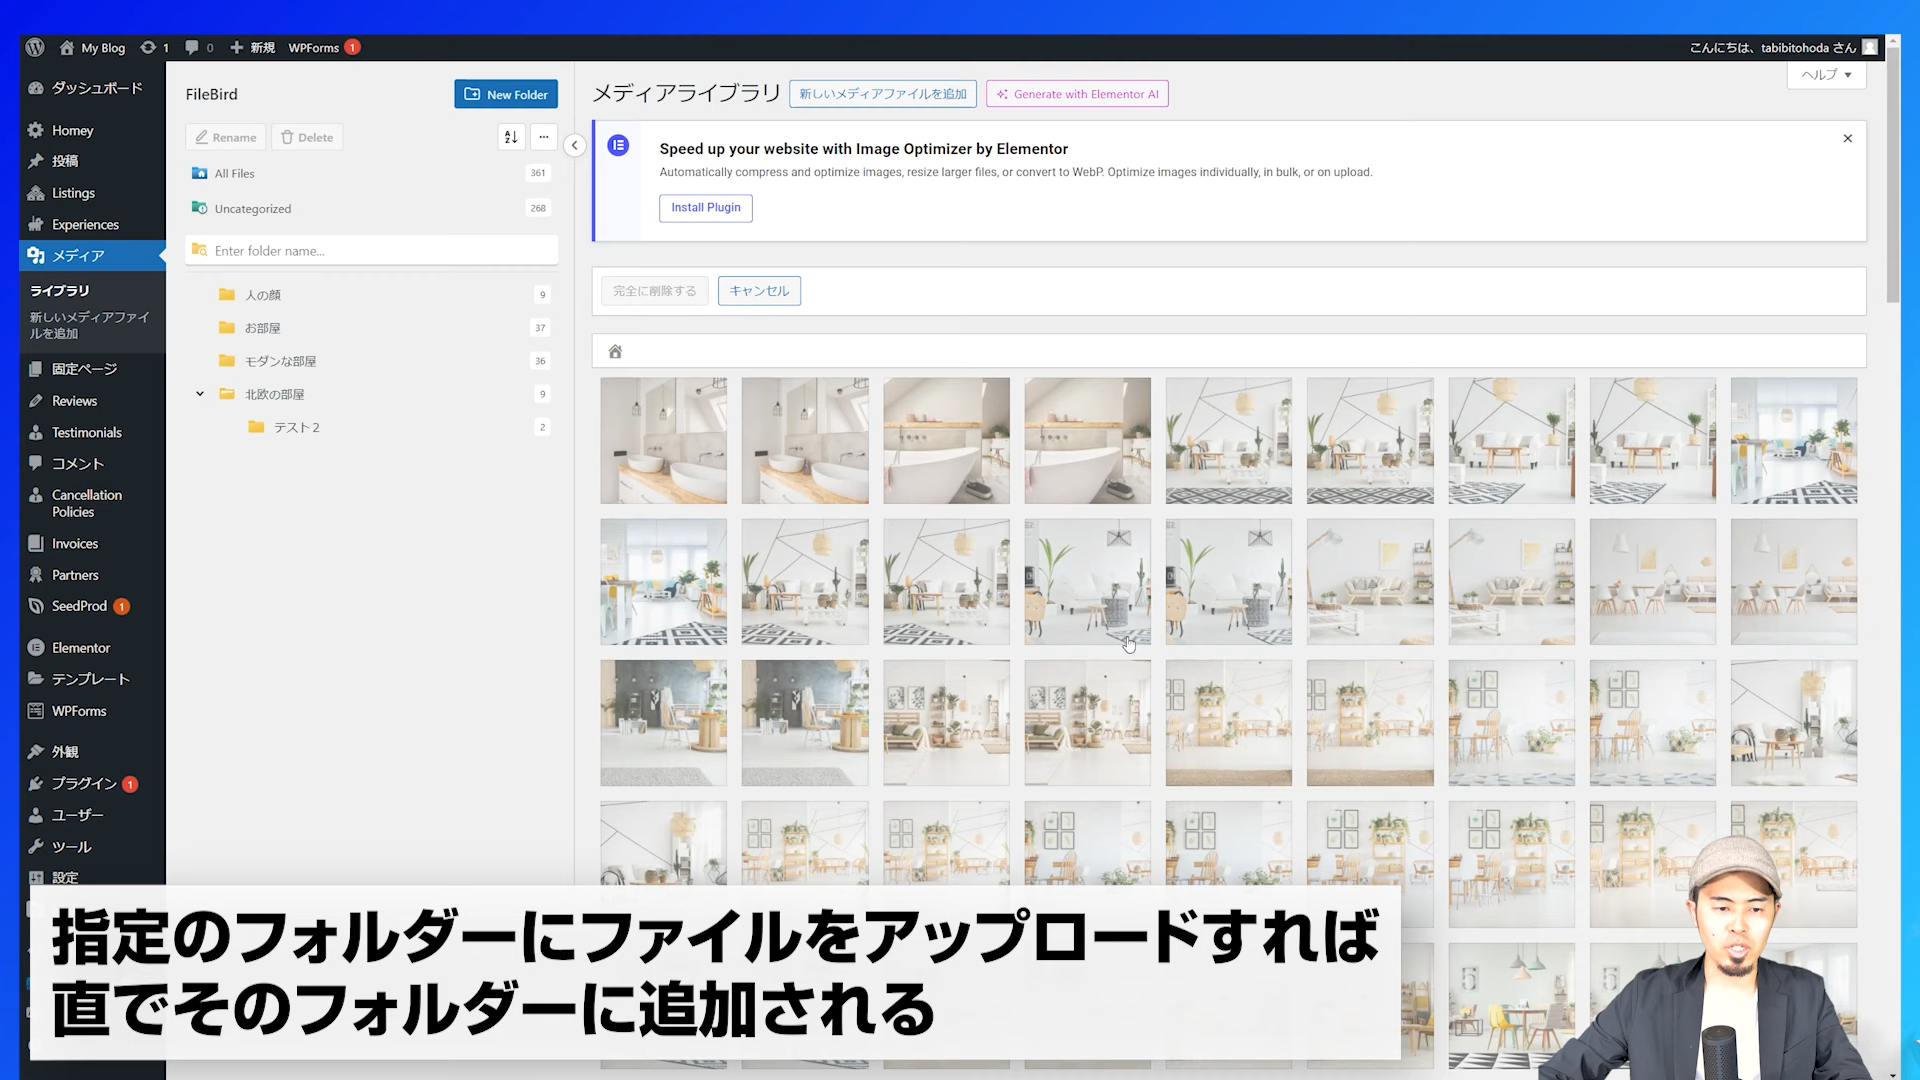 My Blog
1
0
新規
WPForms 1
こんにちは、tabibitohoda さん
ヘルプ ▼
ダッシュボード
Homey
投稿
Listings
Experiences
メディア
ライブラリ
新しいメディアファイ
ルを追加
固定ページ
Reviews
Testimonials
コメント
Cancellation
Policies
Invoices
Partners
SeedProd 1
Elementor
テンプレート
WPForms
外観
プラグイン 1
ユーザー
ツール
設定
FileBird
New Folder
Rename
Delete
All Files 361
Uncategorized 268
Enter folder name...
人の顔 9
お部屋 37
モダンな部屋 36
北欧の部屋 9
テスト2 2
メディアライブラリ
新しいメディアファイルを追加
Generate with Elementor AI
Speed up your website with Image Optimizer by Elementor
Automatically compress and optimize images, resize larger files, or convert to WebP. Optimize images individually, in bulk, or on upload.
Install Plugin
完全に削除する
キャンセル
指定のフォルダーにファイルをアップロードすれば
直でそのフォルダーに追加される